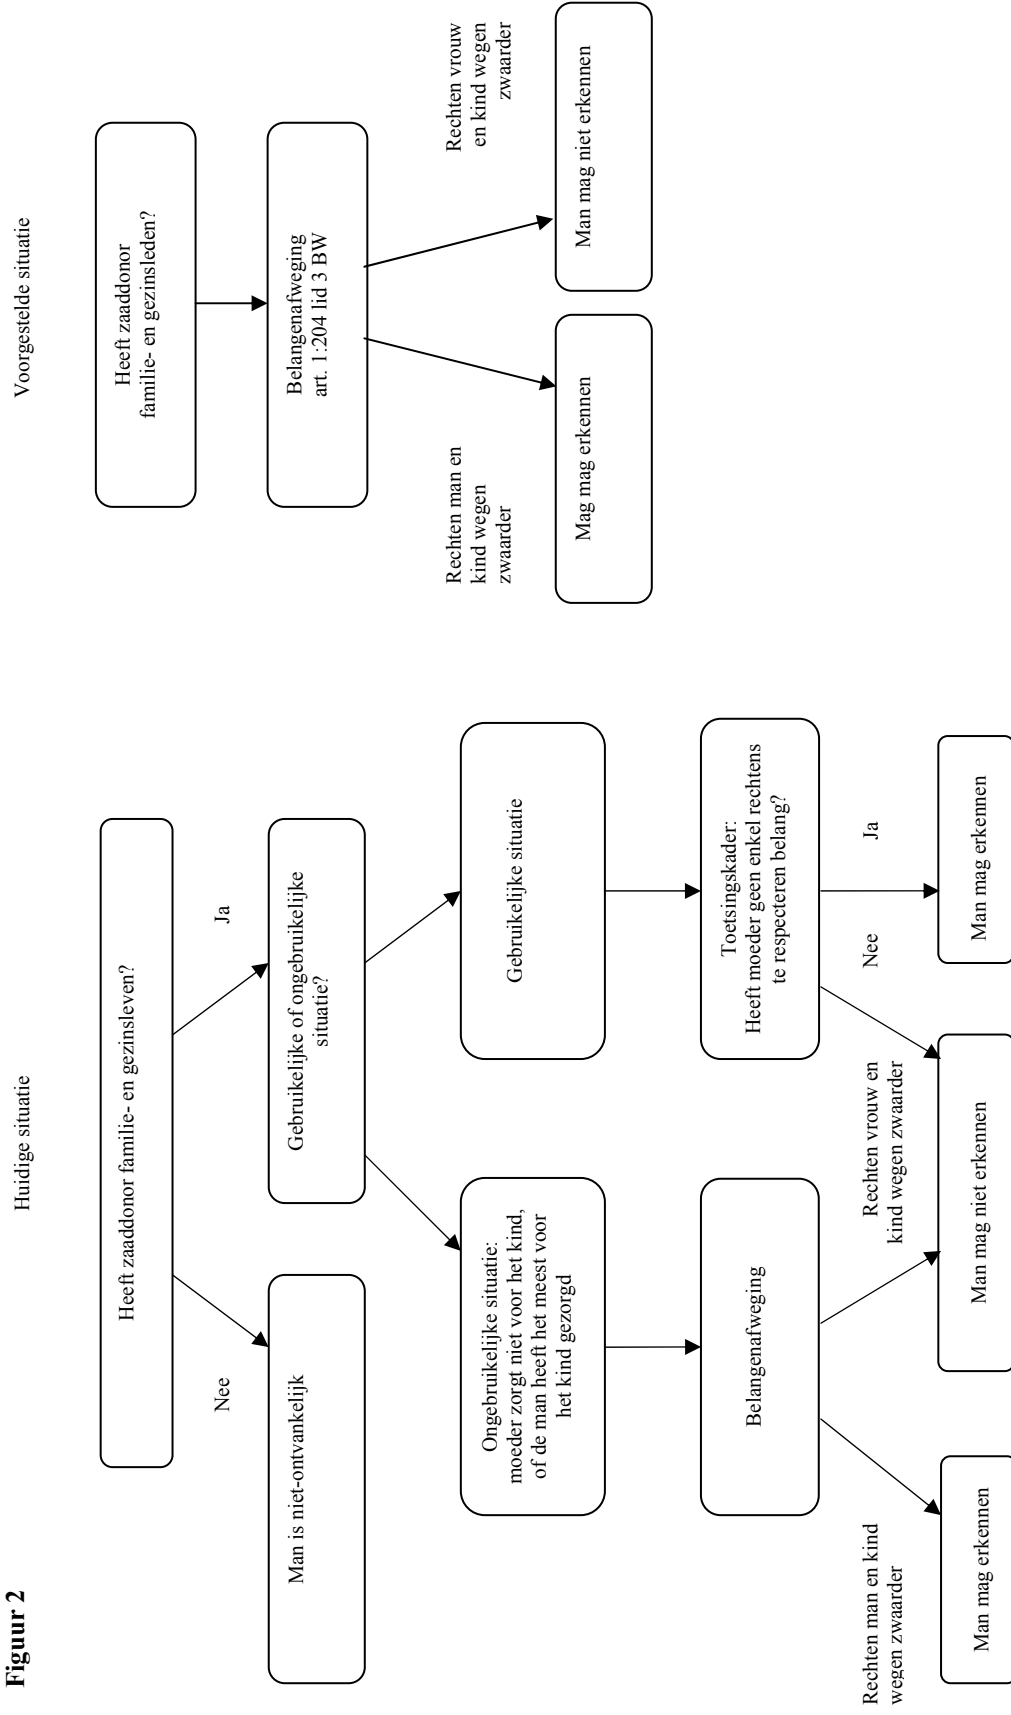 Figuur 2
Huidige situatie
Heeft zaaddonor familie- en gezinsleven?
Nee
Ja
Man is niet-ontvankelijk
Gebruikelijke of ongebruikelijke
situatie?
Ongebruikelijke situatie:
moeder zorgt niet voor het kind,
of de man heeft het meest voor
het kind gezorgd
Gebruikelijke situatie
Belangenafweging
Toetsingskader:
Heeft moeder geen enkel rechtens
te respecteren belang?
Rechten man en kind
wegen zwaarder
Rechten vrouw en
kind wegen zwaarder
Nee
Ja
Man mag erkennen
Man mag niet erkennen
Man mag erkennen
Voorgestelde situatie
Heeft zaaddonor
familie- en gezinsleden?
Belangenafweging
art. 1:204 lid 3 BW
Rechten man en
kind wegen
zwaarder
Rechten vrouw
en kind wegen
zwaarder
Mag mag erkennen
Man mag niet erkennen